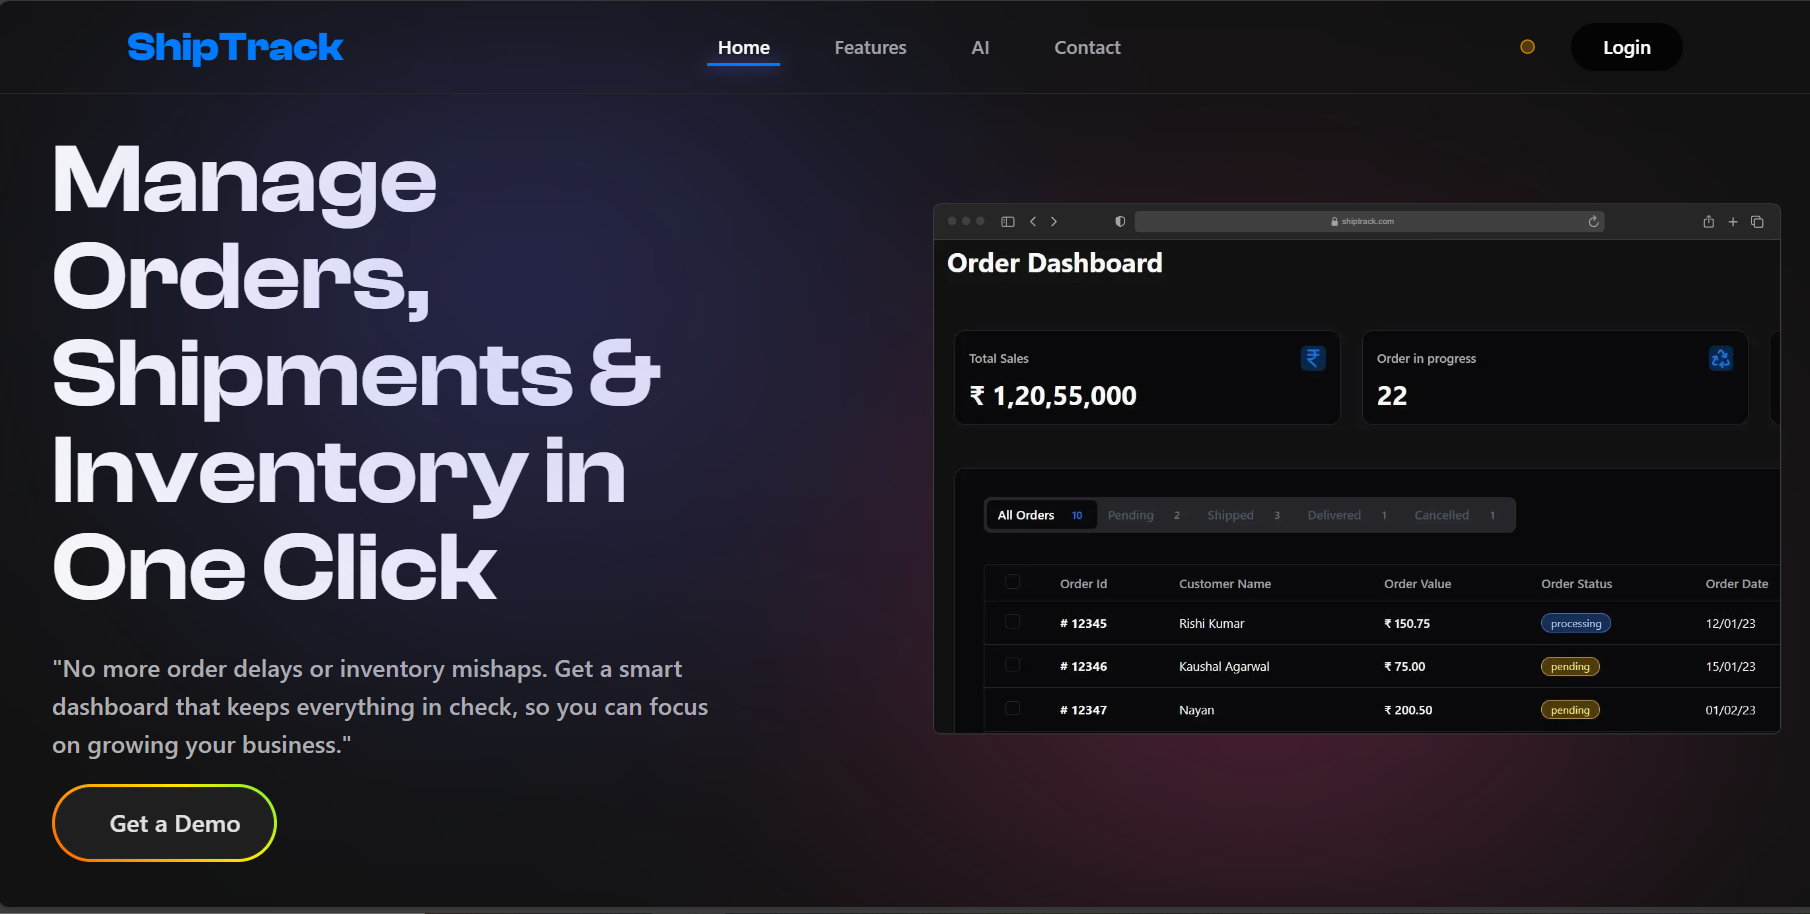 ShipTrack
Home Features AI Contact
Login
Manage
Orders,
Shipments &
Inventory in
One Click
"No more order delays or inventory mishaps. Get a smart
dashboard that keeps everything in check, so you can focus
on growing your business."
Get a Demo
shiptrack.com
Order Dashboard
Total Sales
₹ 1,20,55,000
Order in progress
22
All Orders 10 Pending 2 Shipped 3 Delivered 1 Cancelled 1
Order Id Customer Name Order Value Order Status Order Date
# 12345 Rishi Kumar ₹ 150.75 processing 12/01/23
# 12346 Kaushal Agarwal ₹ 75.00 pending 15/01/23
# 12347 Nayan ₹ 200.50 pending 01/02/23